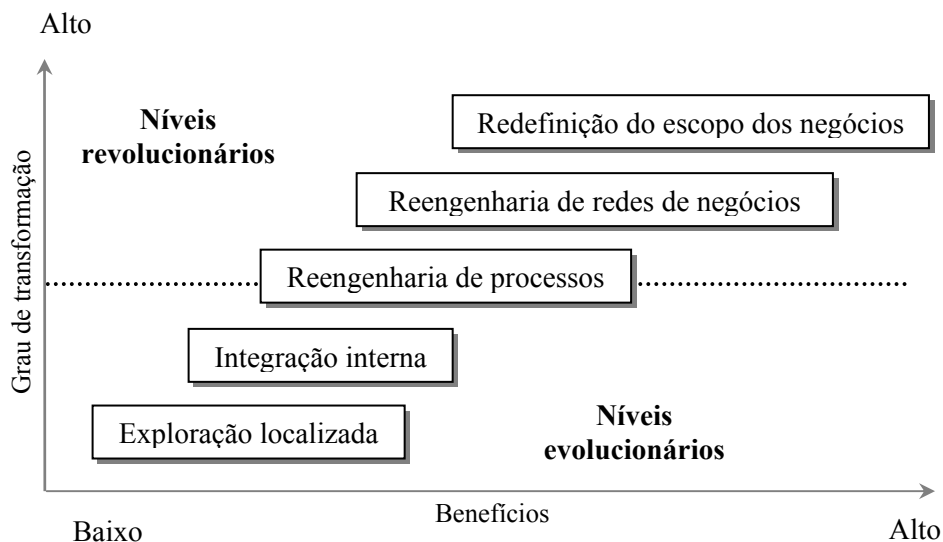 Alto
Níveis
revolucionários
Redefinição do escopo dos negócios
Reengenharia de redes de negócios
Grau de transformação
Reengenharia de processos
Integração interna
Exploração localizada
Níveis
evolucionários
Benefícios
Baixo
Alto